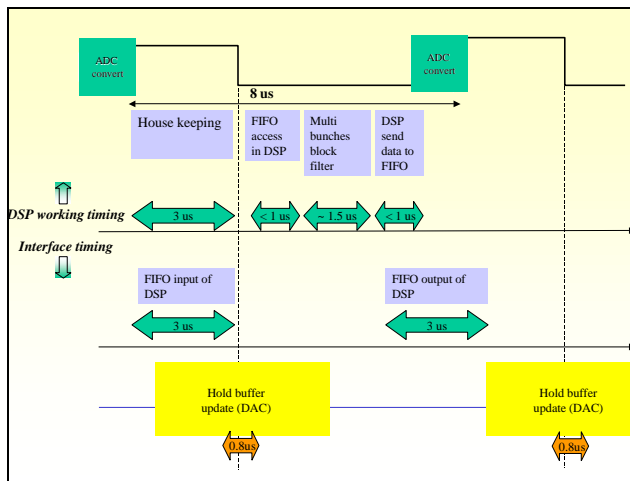 ADC
convert
ADC
convert
8 us
House keeping
FIFO
access
in DSP
Multi
bunches
block
filter
DSP
send
data to
FIFO
DSP working timing
3 us
< 1 us
~ 1.5 us
< 1 us
Interface timing
FIFO input of
DSP
FIFO output of
DSP
3 us
3 us
Hold buffer
update (DAC)
Hold buffer
update (DAC)
0.8us
0.8us